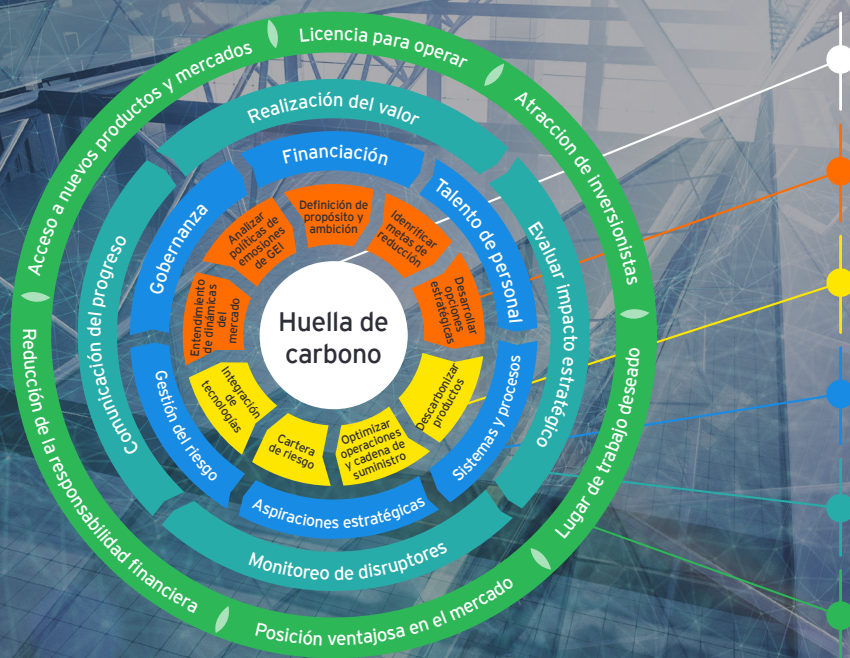 Licencia para operar
Atraccion de inversionistas
Lugar de trabajo deseado
Posición ventajosa en el mercado
Reducción de la responsabilidad financiera
Acceso a nuevos productos y mercados
Realización del valor
Evaluar impacto estratégico
Monitoreo de disruptores
Comunicación del progreso
Financiación
Talento de personal
Sistemas y procesos
Aspiraciones estratégicas
Gestión del riesgo
Gobernanza
Definición de
propósito y
ambición
Idenrificar
metas de
reducción
Desarrollar
opciones
estratégicas
Descarbonizar
productos
Optimizar
operaciones
y cadena de
suministro
Cartera
de riesgo
Integración
de
tecnologías
Entendimiento
de dinámicas
del
mercado
Analizar
políticas de
emosiones
de GEI
Huella de
carbono